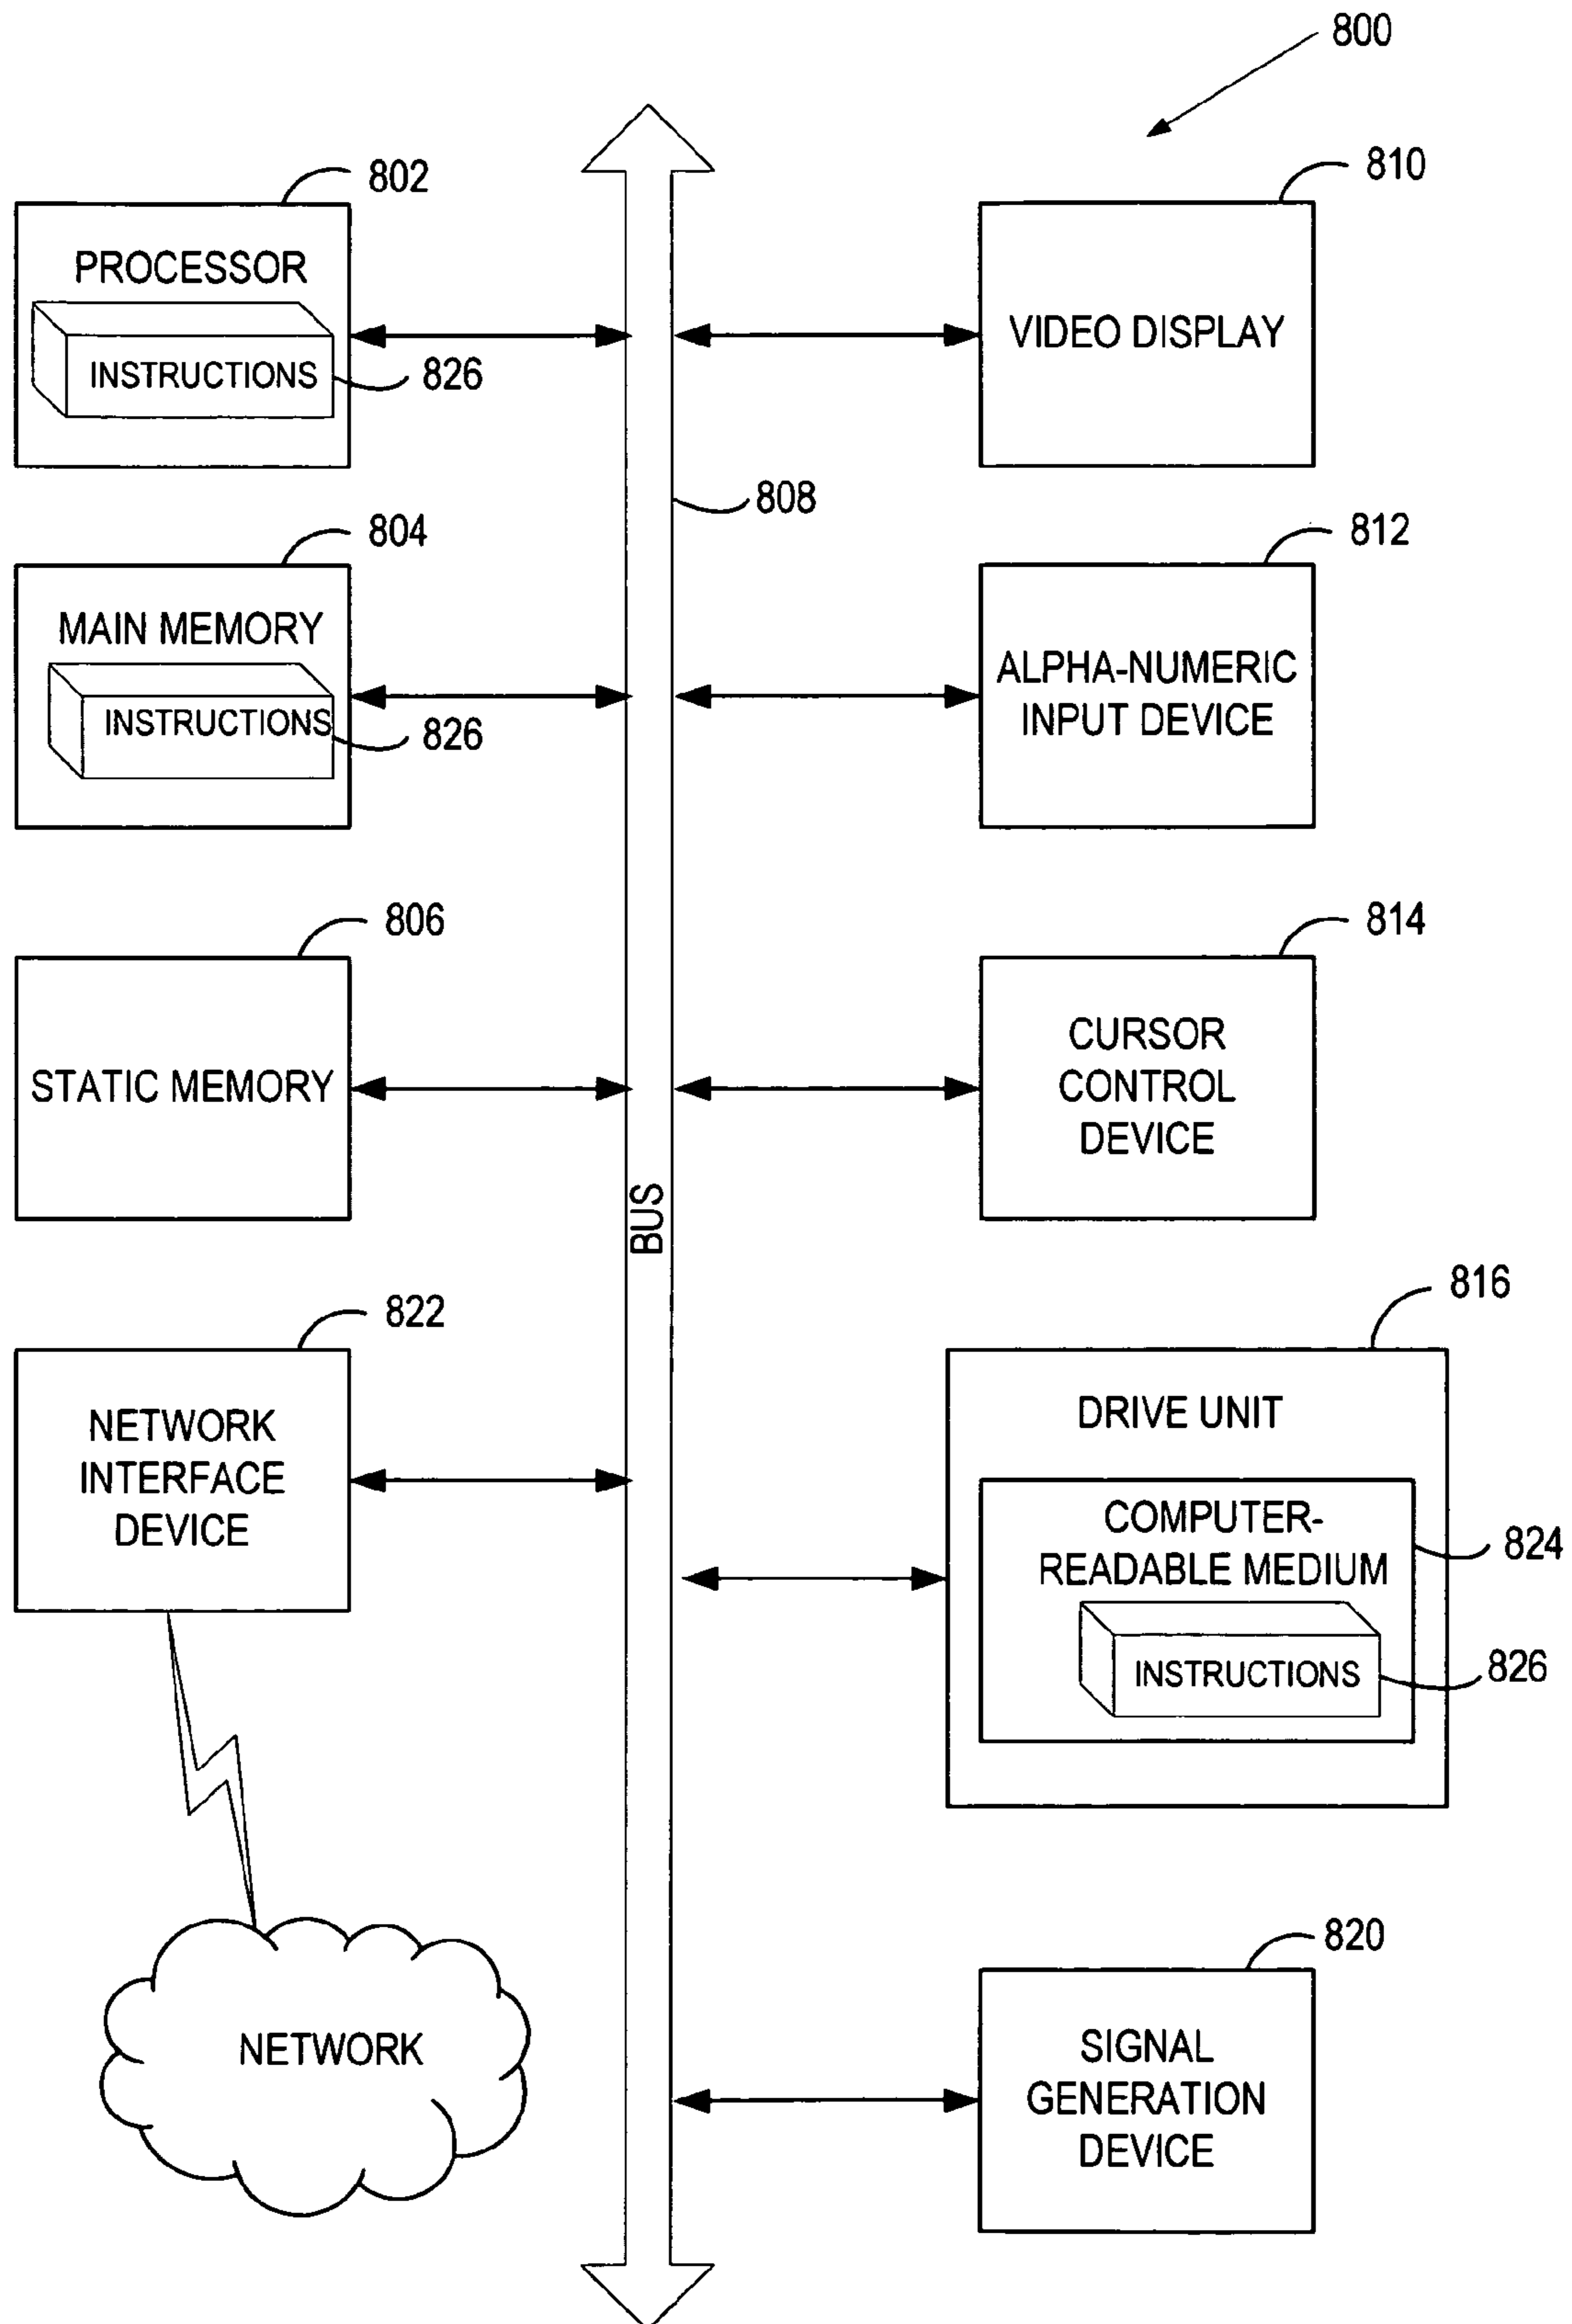 800
802
PROCESSOR
INSTRUCTIONS
826
804
MAIN MEMORY
INSTRUCTIONS
826
806
STATIC MEMORY
822
NETWORK
INTERFACE
DEVICE
NETWORK
808
BUS
810
VIDEO DISPLAY
812
ALPHA-NUMERIC
INPUT DEVICE
814
CURSOR
CONTROL
DEVICE
816
DRIVE UNIT
COMPUTER-
READABLE MEDIUM
824
INSTRUCTIONS
826
820
SIGNAL
GENERATION
DEVICE